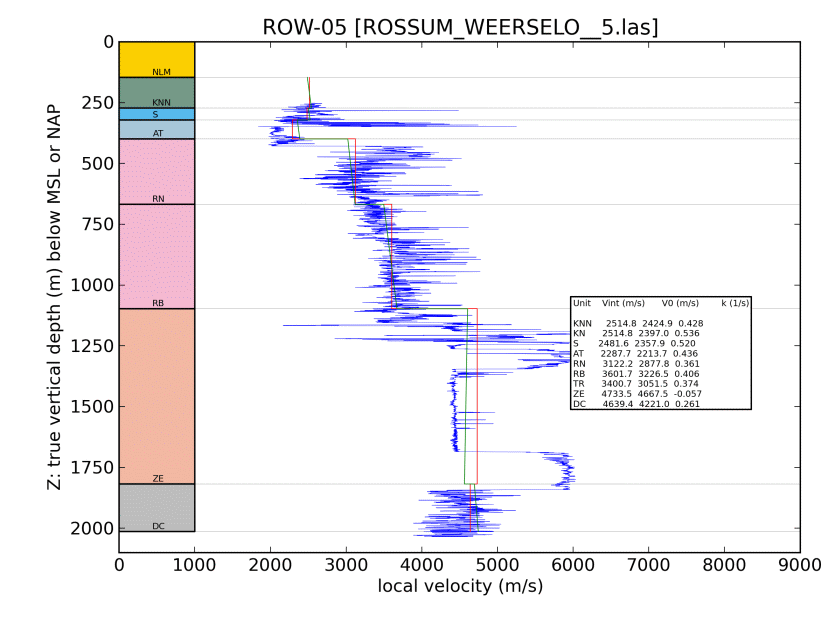 ROW-05 [ROSSUM_WEERSELO__5.las]
Z: true vertical depth (m) below MSL or NAP
0
250
500
750
1000
1250
1500
1750
2000
NLM
KNN
S
AT
RN
RB
ZE
DC
Unit Vint (m/s) V0 (m/s) k (1/s)
KNN 2514.8 2424.9 0.428
KN 2514.8 2397.0 0.536
S 2481.6 2357.9 0.520
AT 2287.7 2213.7 0.436
RN 3122.2 2877.8 0.361
RB 3601.7 3226.5 0.406
TR 3400.7 3051.5 0.374
ZE 4733.5 4667.5 -0.057
DC 4639.4 4221.0 0.261
0 1000 2000 3000 4000 5000 6000 7000 8000 9000
local velocity (m/s)